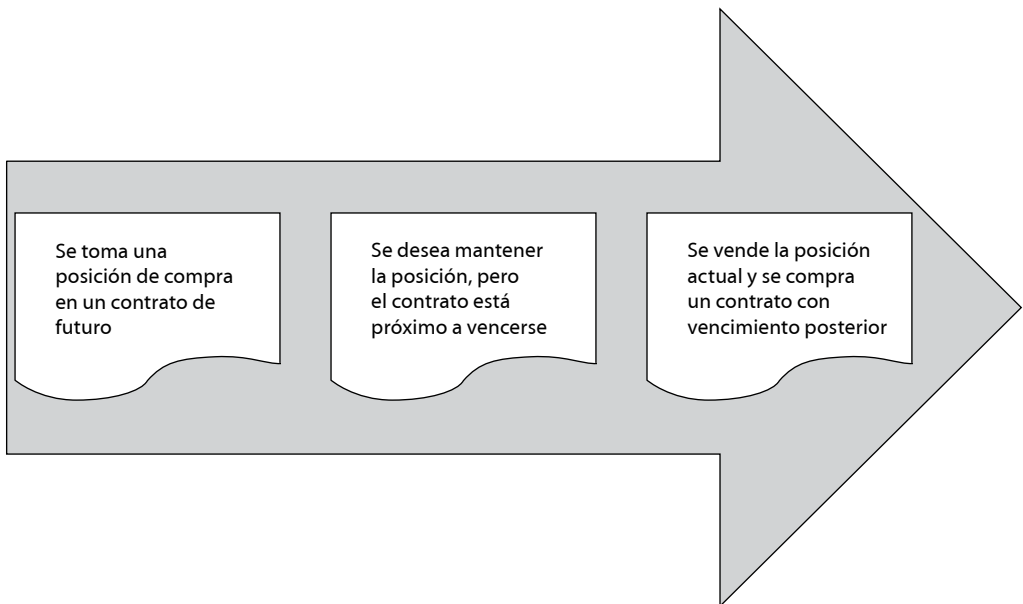 Se toma una
posición de compra
en un contrato de
futuro
Se desea mantener
la posición, pero
el contrato está
próximo a vencerse
Se vende la posición
actual y se compra
un contrato con
vencimiento posterior